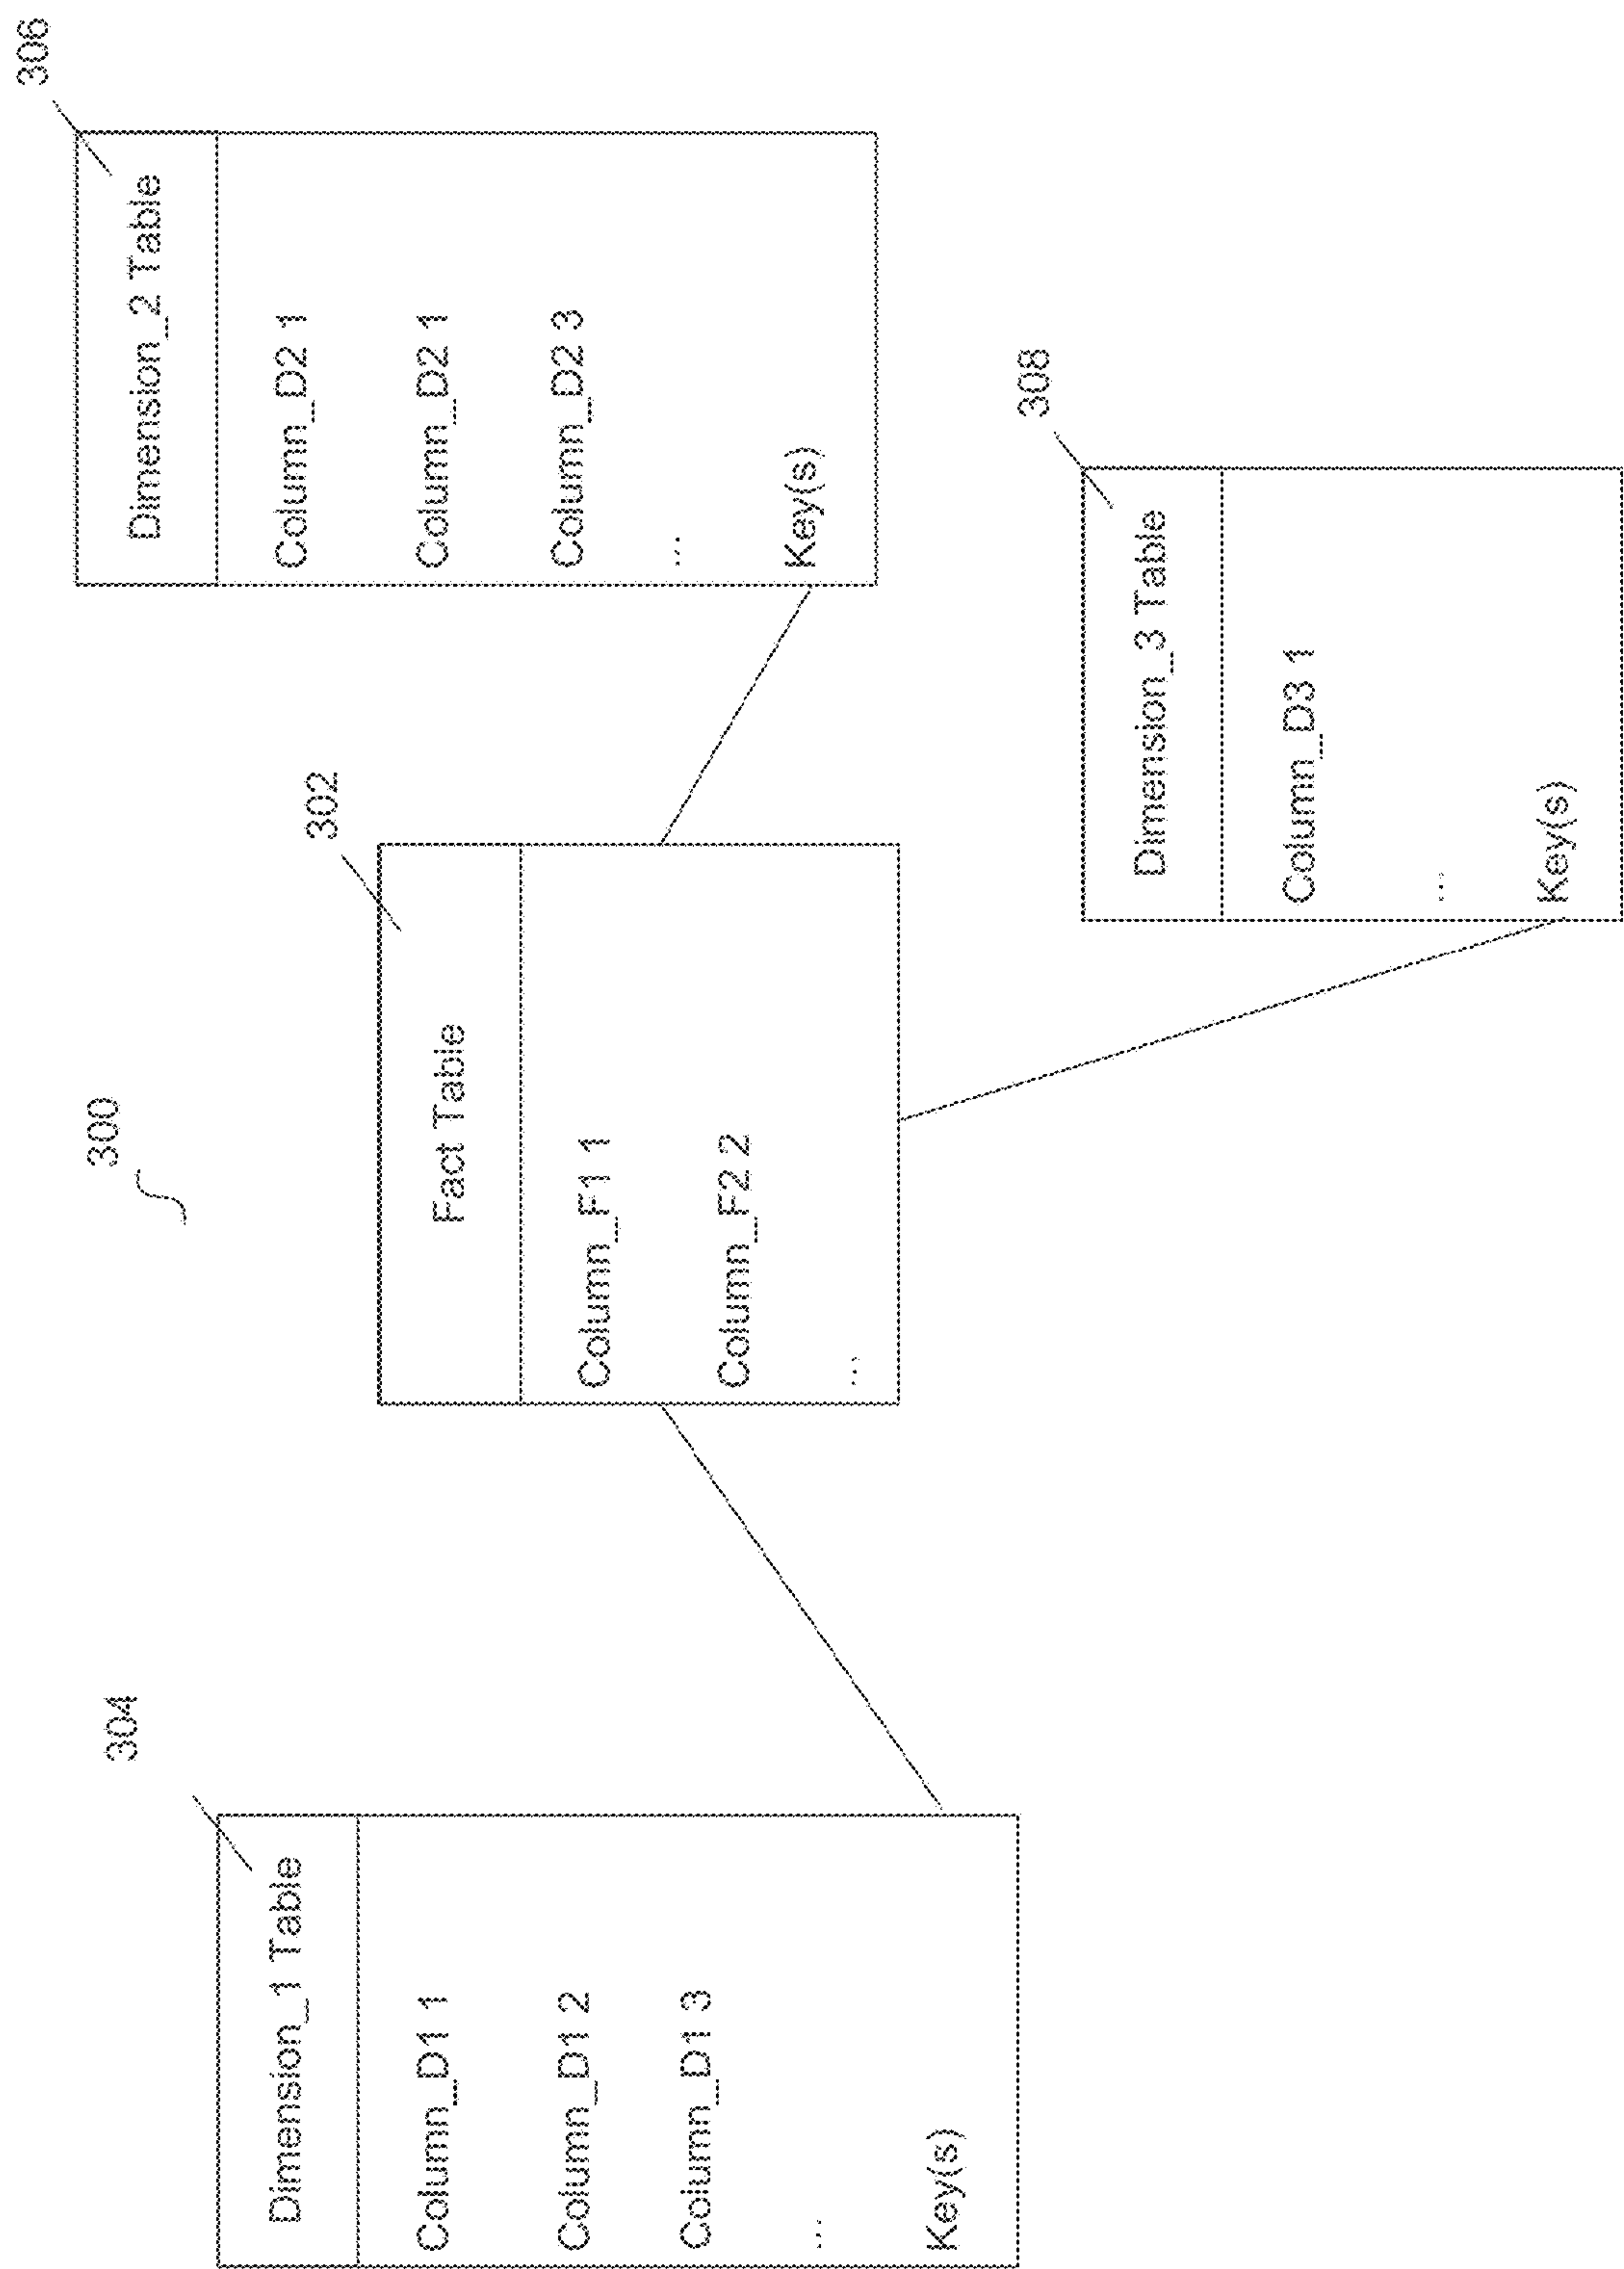 300
304
Dimension_1 Table
Column_D1 1
Column_D1 2
Column_D1 3
...
Key(s)
302
Fact Table
Column_F1 1
Column_F2 2
...
306
Dimension_2 Table
Column_D2 1
Column_D2 1
Column_D2 3
...
Key(s)
308
Dimension_3 Table
Column_D3 1
...
Key(s)